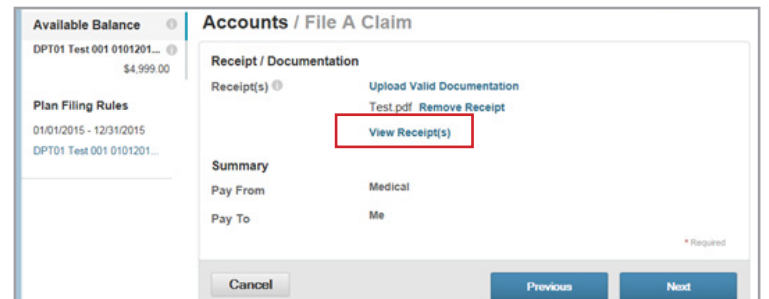 Available Balance
DPT01 Test 001 0101201...
$4,999.00
Plan Filing Rules
01/01/2015 - 12/31/2015
DPT01 Test 001 0101201...
Accounts / File A Claim
Receipt / Documentation
Receipt(s) Upload Valid Documentation
Test.pdf Remove Receipt
View Receipt(s)
Summary
Pay From Medical
Pay To Me
* Required
Cancel Previous Next